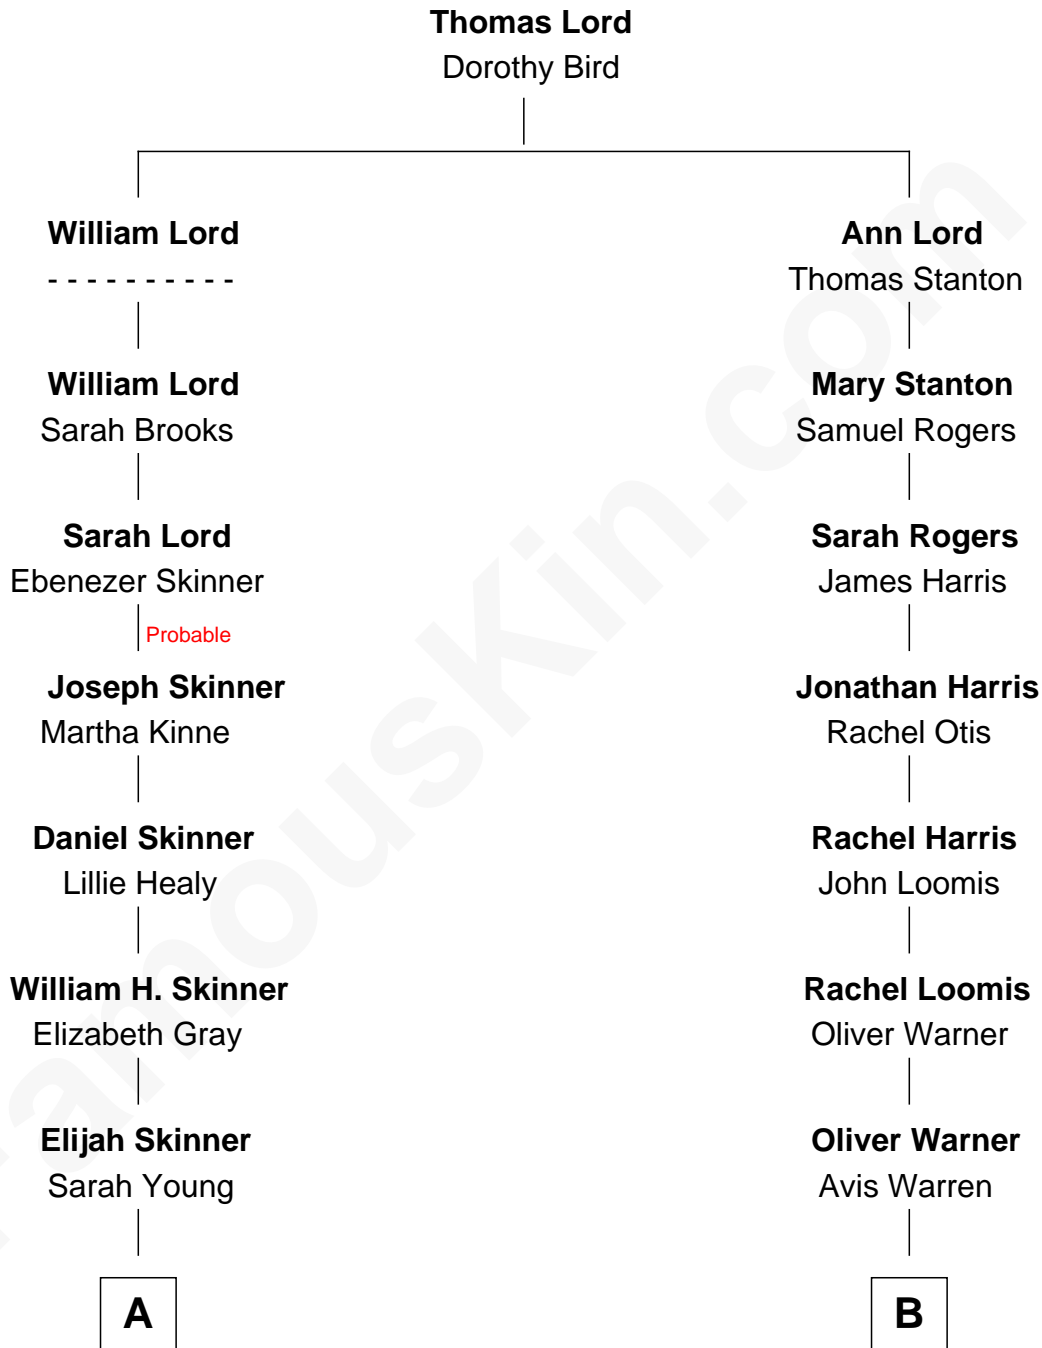 Thomas Lord
Dorothy Bird
William Lord
- - - - - - - - - -
Ann Lord
Thomas Stanton
William Lord
Sarah Brooks
Mary Stanton
Samuel Rogers
Sarah Lord
Ebenezer Skinner
Sarah Rogers
James Harris
Probable
Joseph Skinner
Martha Kinne
Jonathan Harris
Rachel Otis
Daniel Skinner
Lillie Healy
Rachel Harris
John Loomis
William H. Skinner
Elizabeth Gray
Rachel Loomis
Oliver Warner
Elijah Skinner
Sarah Young
Oliver Warner
Avis Warren
A
B
FamousKin.com